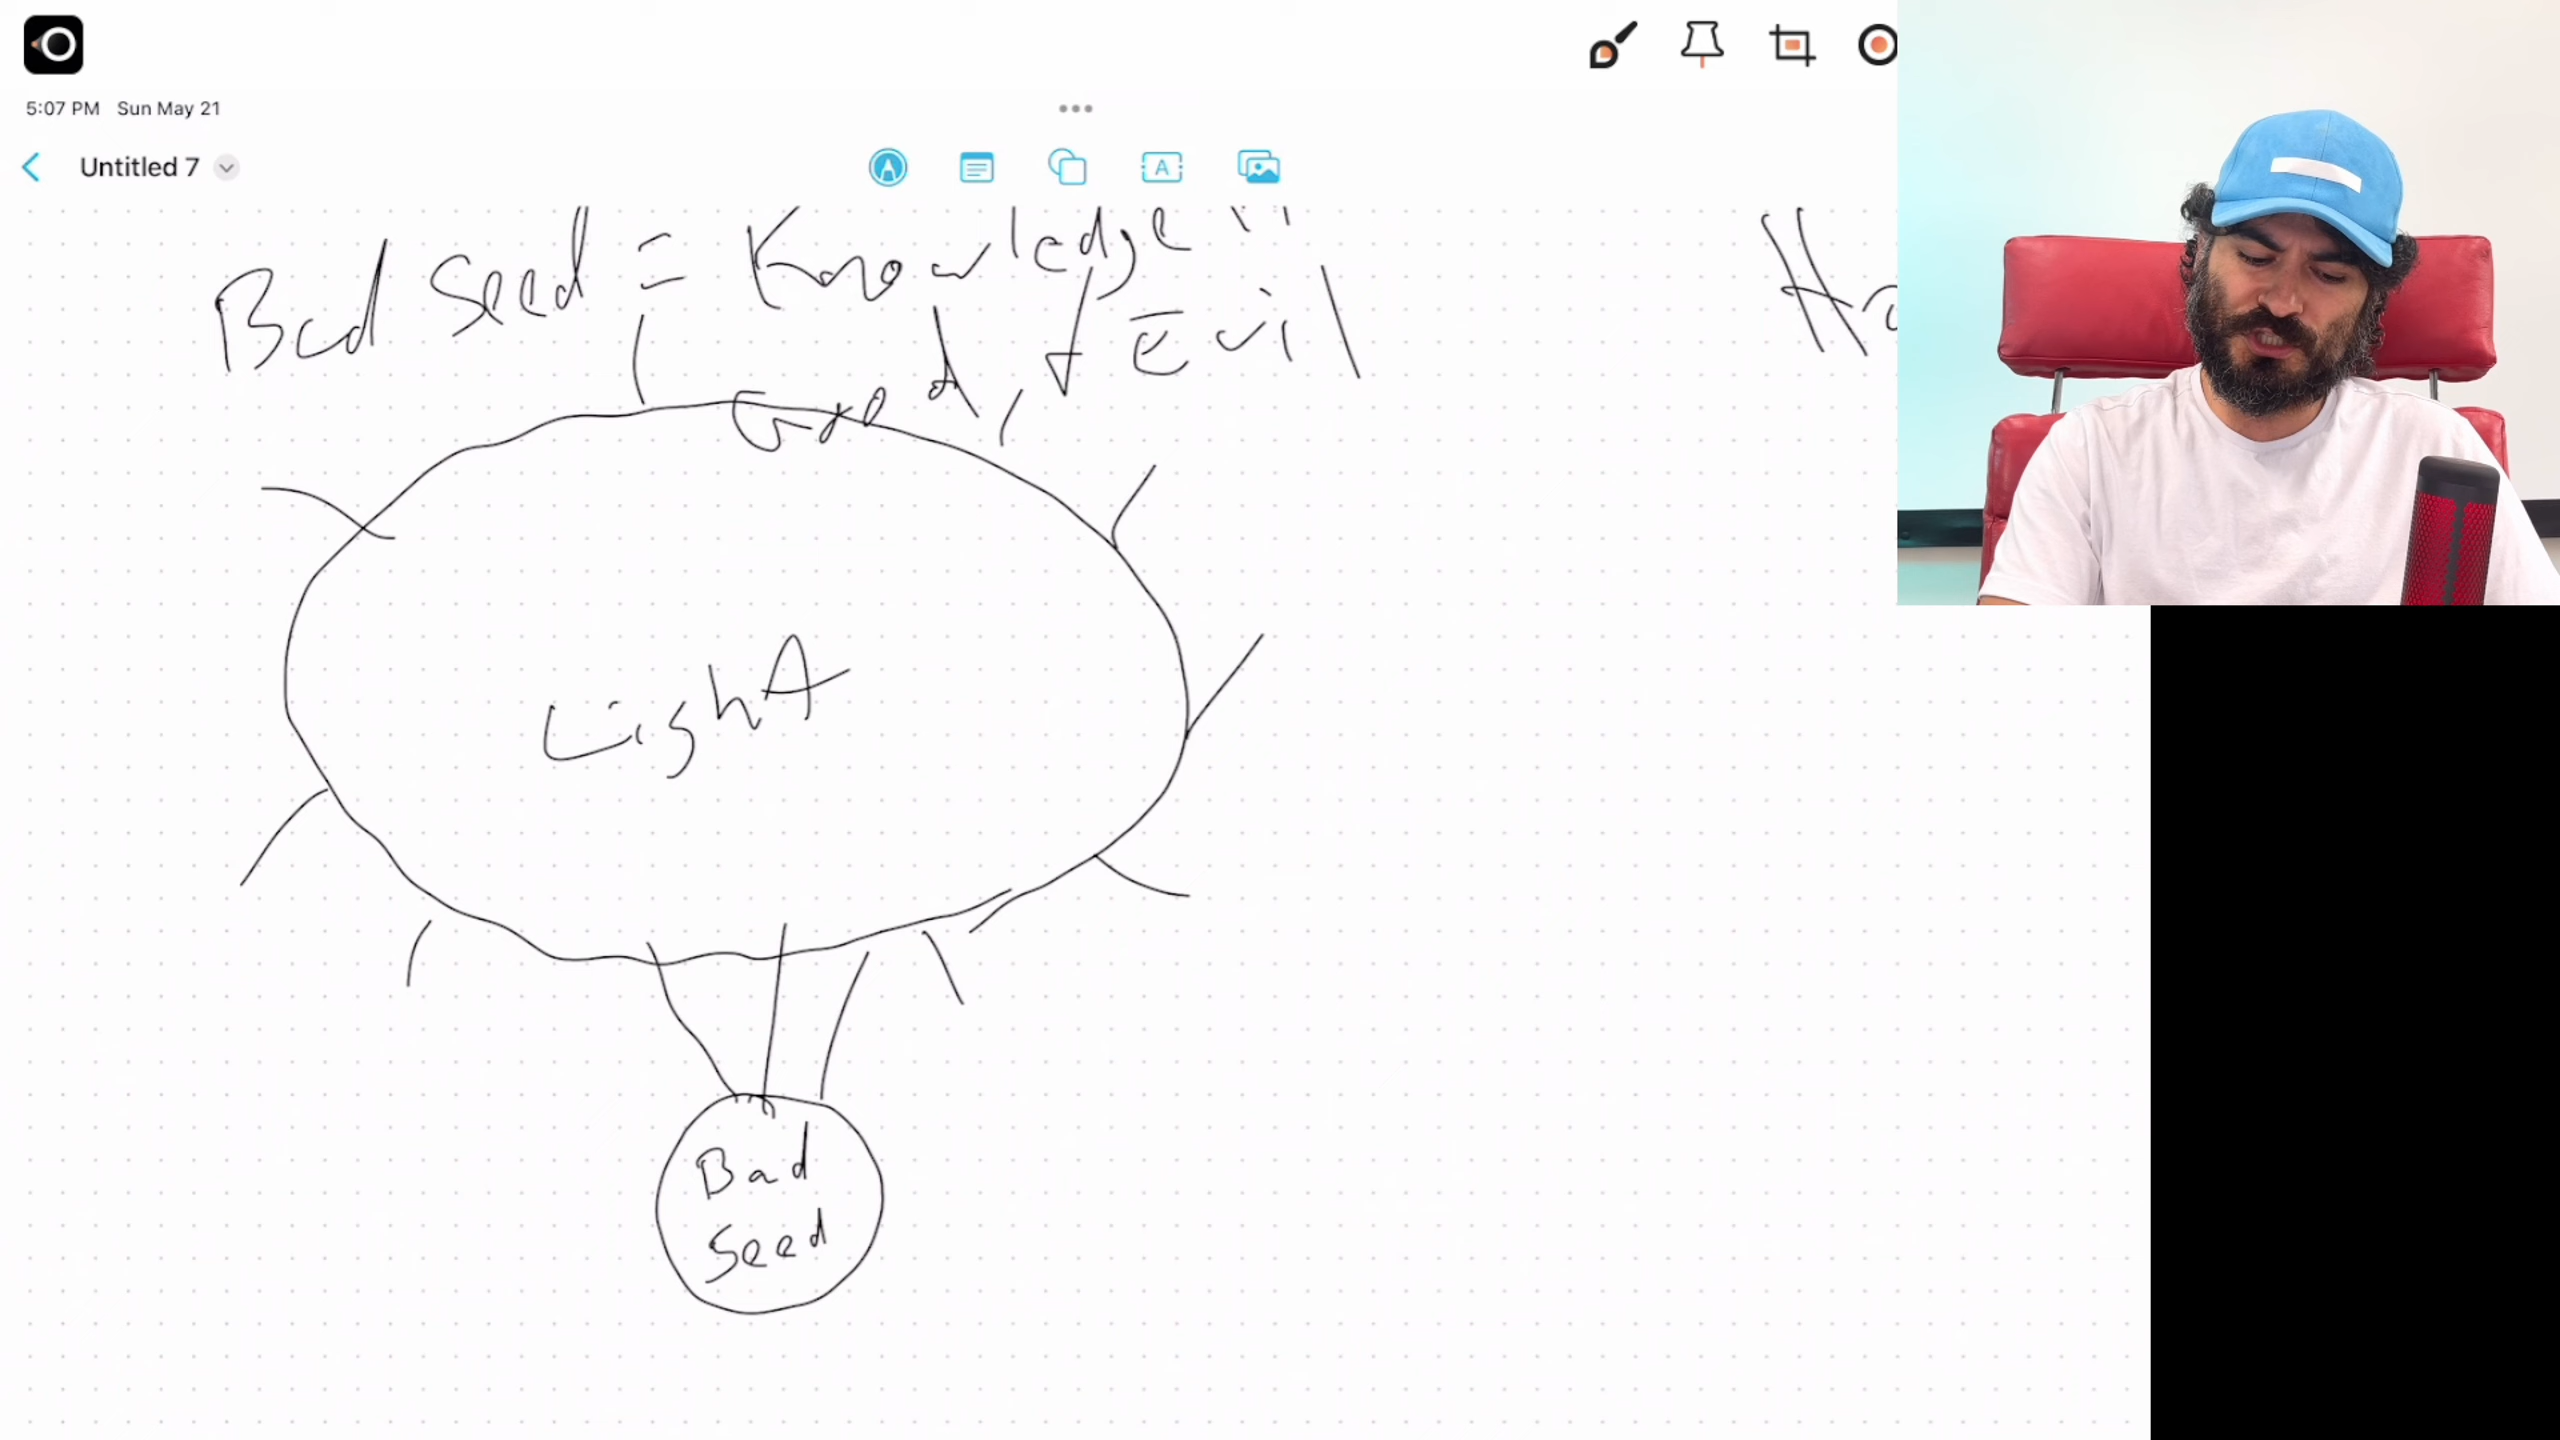 5:07 PM Sun May 21
Untitled 7
Bad Seed = Knowledge "
Good, & Evil
Light
Bad
Seed